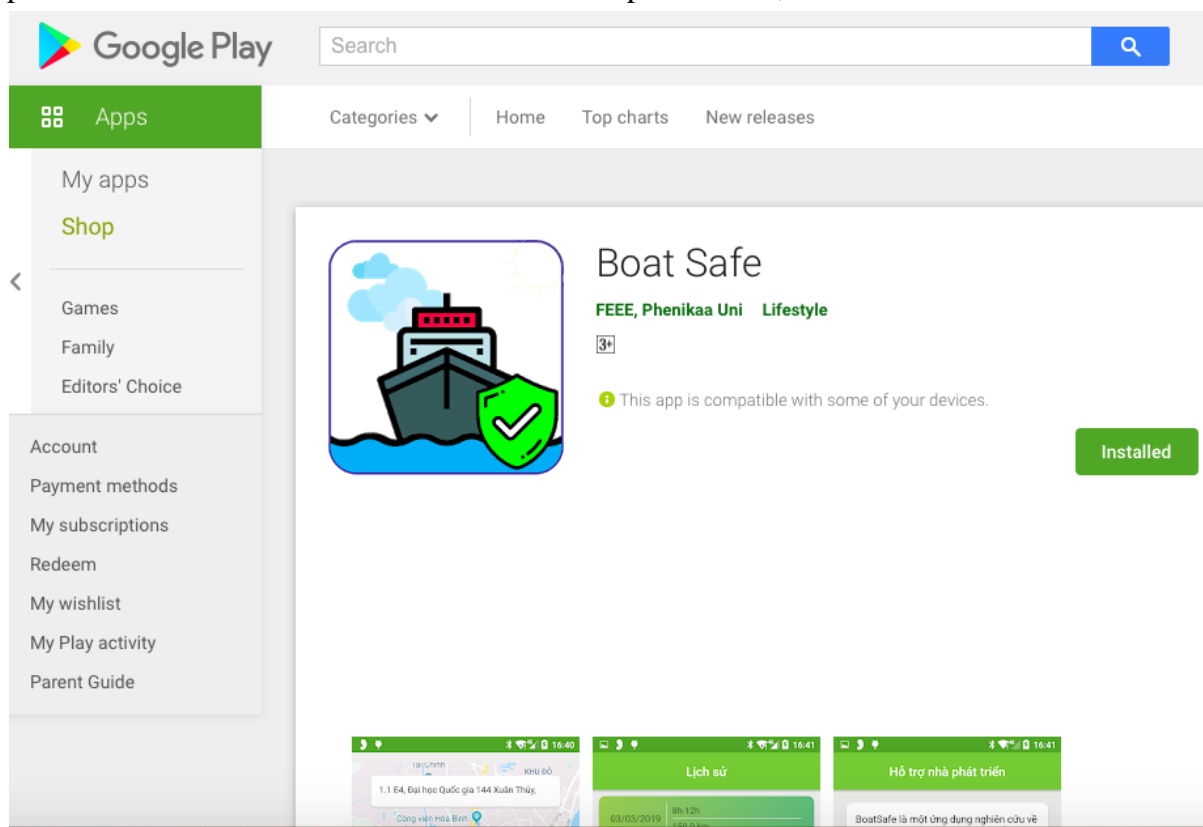 Google Play
Search
Apps
Categories
Home
Top charts
New releases
My apps
Shop
Games
Family
Editors' Choice
Account
Payment methods
My subscriptions
Redeem
My wishlist
My Play activity
Parent Guide
Boat Safe
FEEE, Phenikaa Uni Lifestyle
3+
This app is compatible with some of your devices.
Installed
16:40
KHU ĐÔ
1.1 E4, Đại học Quốc gia 144 Xuân Thủy,
Công viên Hòa Bình
16:41
Lịch sử
03/03/2019
8h-12h
16:41
Hỗ trợ nhà phát triển
BoatSafe là một ứng dụng nghiên cứu về